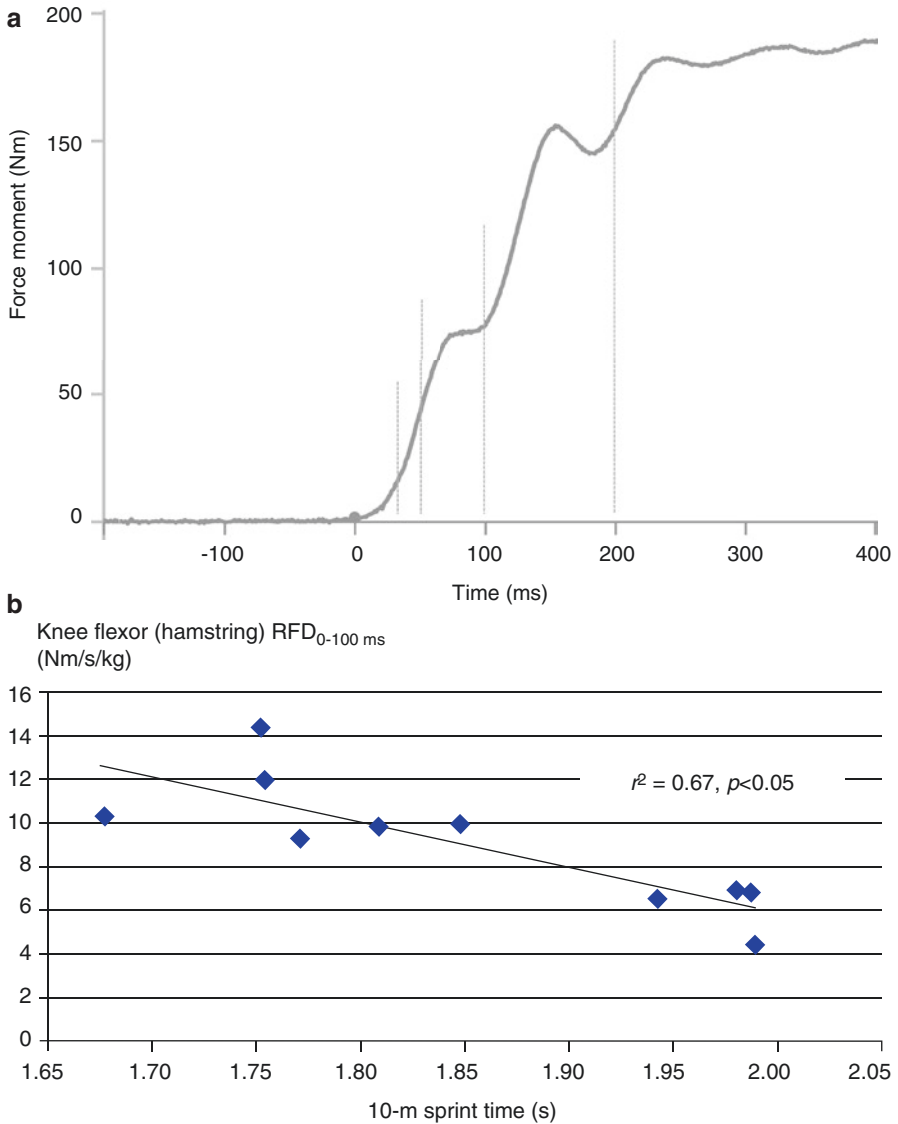 a
Force moment (Nm)
200
150
100
50
0
-100 0 100 200 300 400
Time (ms)
b
Knee flexor (hamstring) RFD0-100 ms
(Nm/s/kg)
16
14
12
10
8
6
4
2
0
r² = 0.67, p<0.05
1.65 1.70 1.75 1.80 1.85 1.90 1.95 2.00 2.05
10-m sprint time (s)